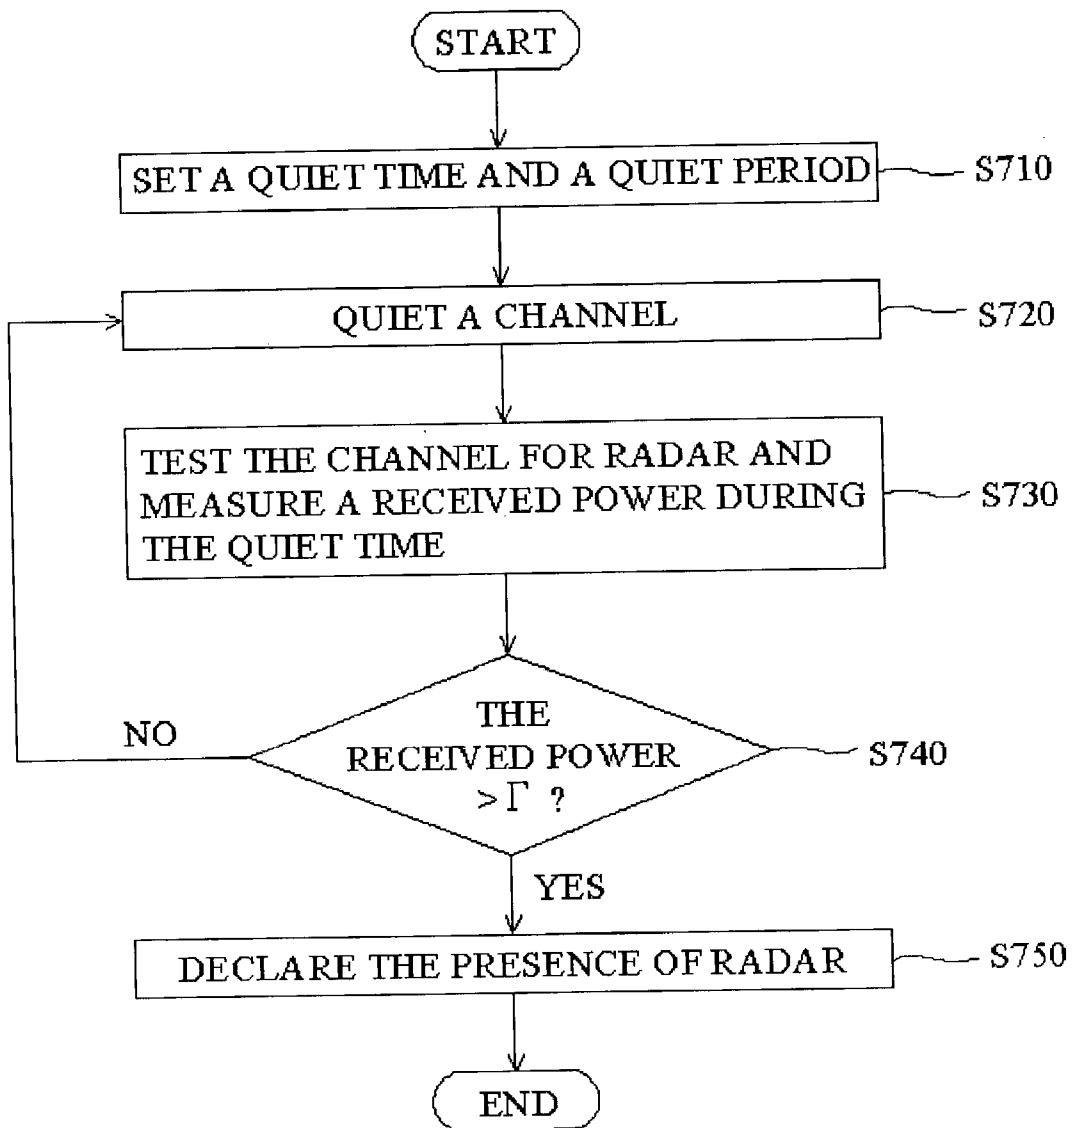 START
SET A QUIET TIME AND A QUIET PERIOD
S710
QUIET A CHANNEL
S720
TEST THE CHANNEL FOR RADAR AND
MEASURE A RECEIVED POWER DURING
THE QUIET TIME
S730
THE
RECEIVED POWER
> Γ ?
S740
NO
YES
DECLARE THE PRESENCE OF RADAR
S750
END